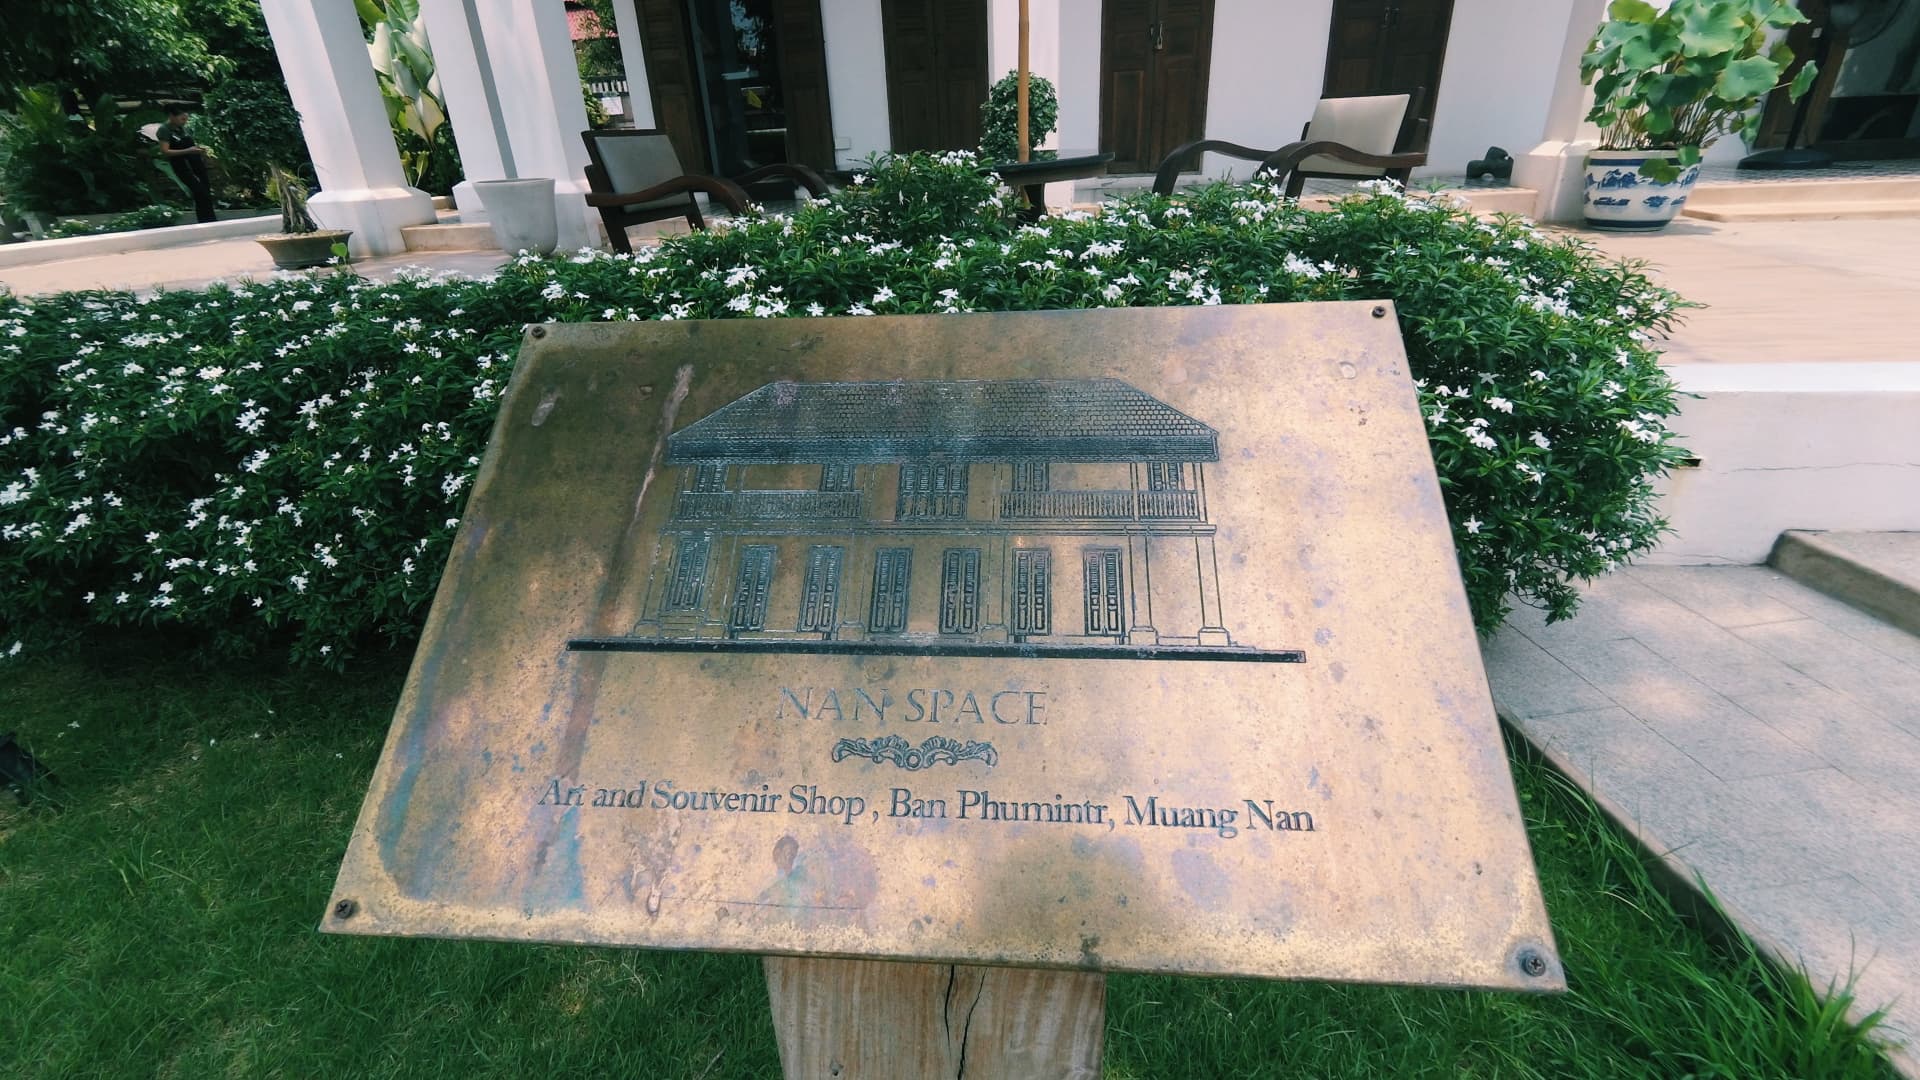 NAN SPACE
Art and Souvenir Shop , Ban Phumintr, Muang Nan